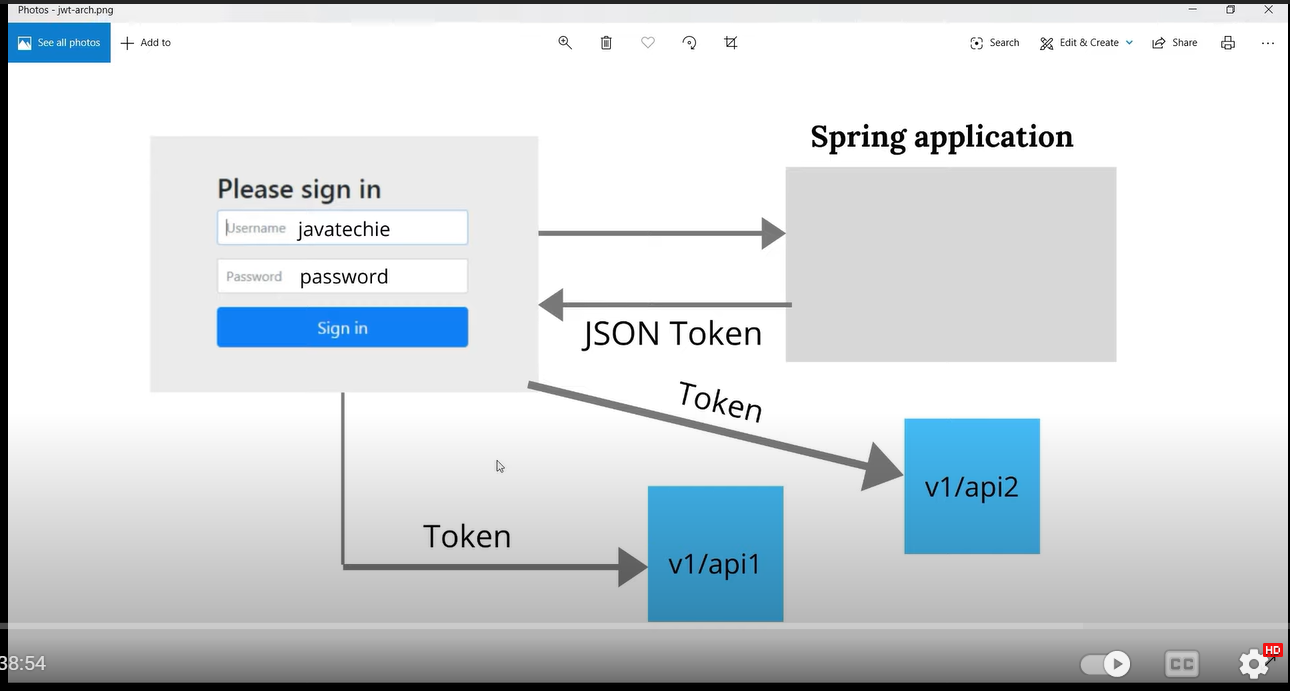 Photos - jwt-arch.png
See all photos
Add to
Search
Edit & Create
Share
Spring application
Please sign in
Username javatechie
Password password
Sign in
JSON Token
Token
v1/api2
Token
v1/api1
38:54
CC
HD